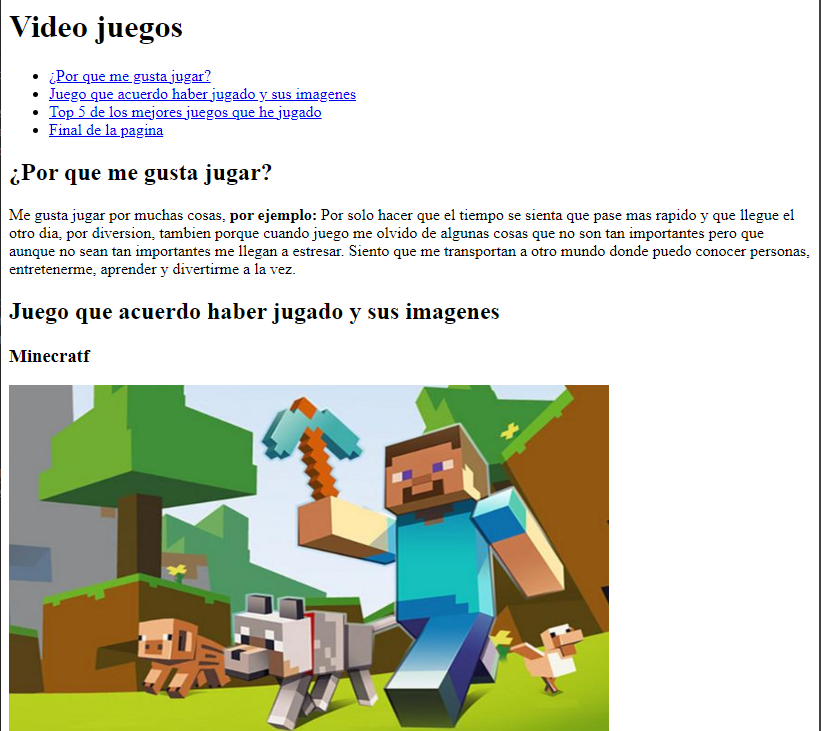 Video juegos
¿Por que me gusta jugar?
Juego que acuerdo haber jugado y sus imagenes
Top 5 de los mejores juegos que he jugado
Final de la pagina
¿Por que me gusta jugar?
Me gusta jugar por muchas cosas, por ejemplo: Por solo hacer que el tiempo se sienta que pase mas rapido y que llegue el
otro dia, por diversion, tambien porque cuando juego me olvido de algunas cosas que no son tan importantes pero que
aunque no sean tan importantes me llegan a estresar. Siento que me transportan a otro mundo donde puedo conocer personas,
entretenerme, aprender y divertirme a la vez.
Juego que acuerdo haber jugado y sus imagenes
Minecratf